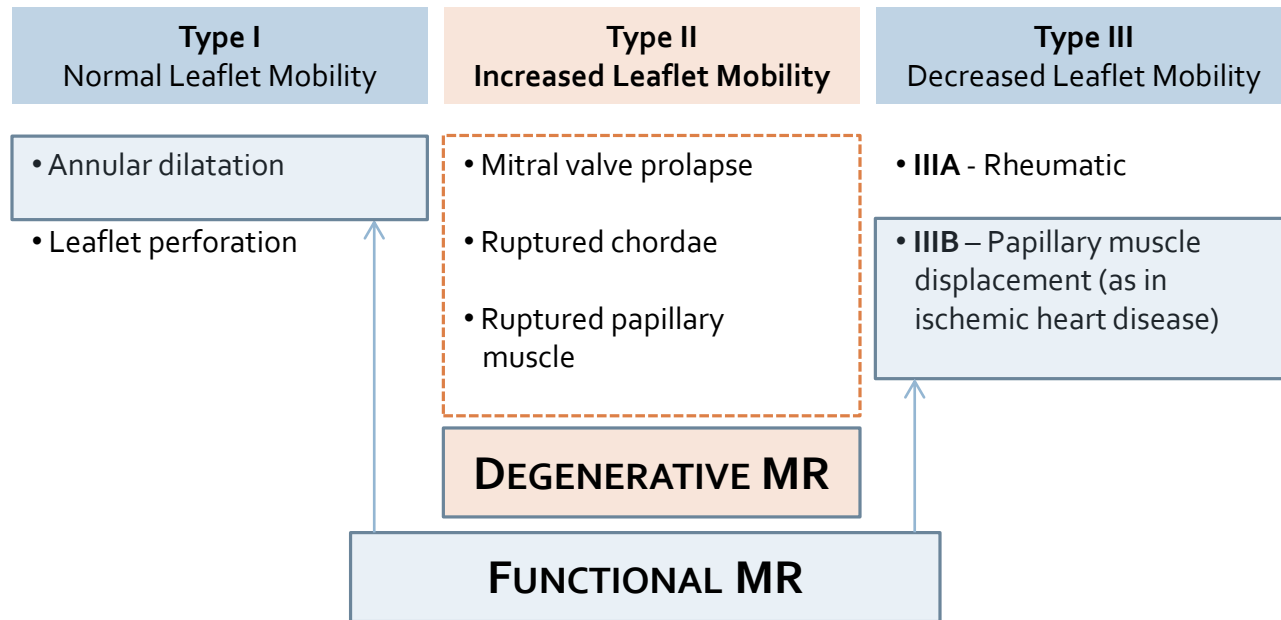 Type I
Normal Leaflet Mobility
Type II
Increased Leaflet Mobility
Type III
Decreased Leaflet Mobility
• Annular dilatation
• Leaflet perforation
• Mitral valve prolapse
• Ruptured chordae
• Ruptured papillary
muscle
• IIIA - Rheumatic
• IIIB – Papillary muscle
displacement (as in
ischemic heart disease)
DEGENERATIVE MR
FUNCTIONAL MR